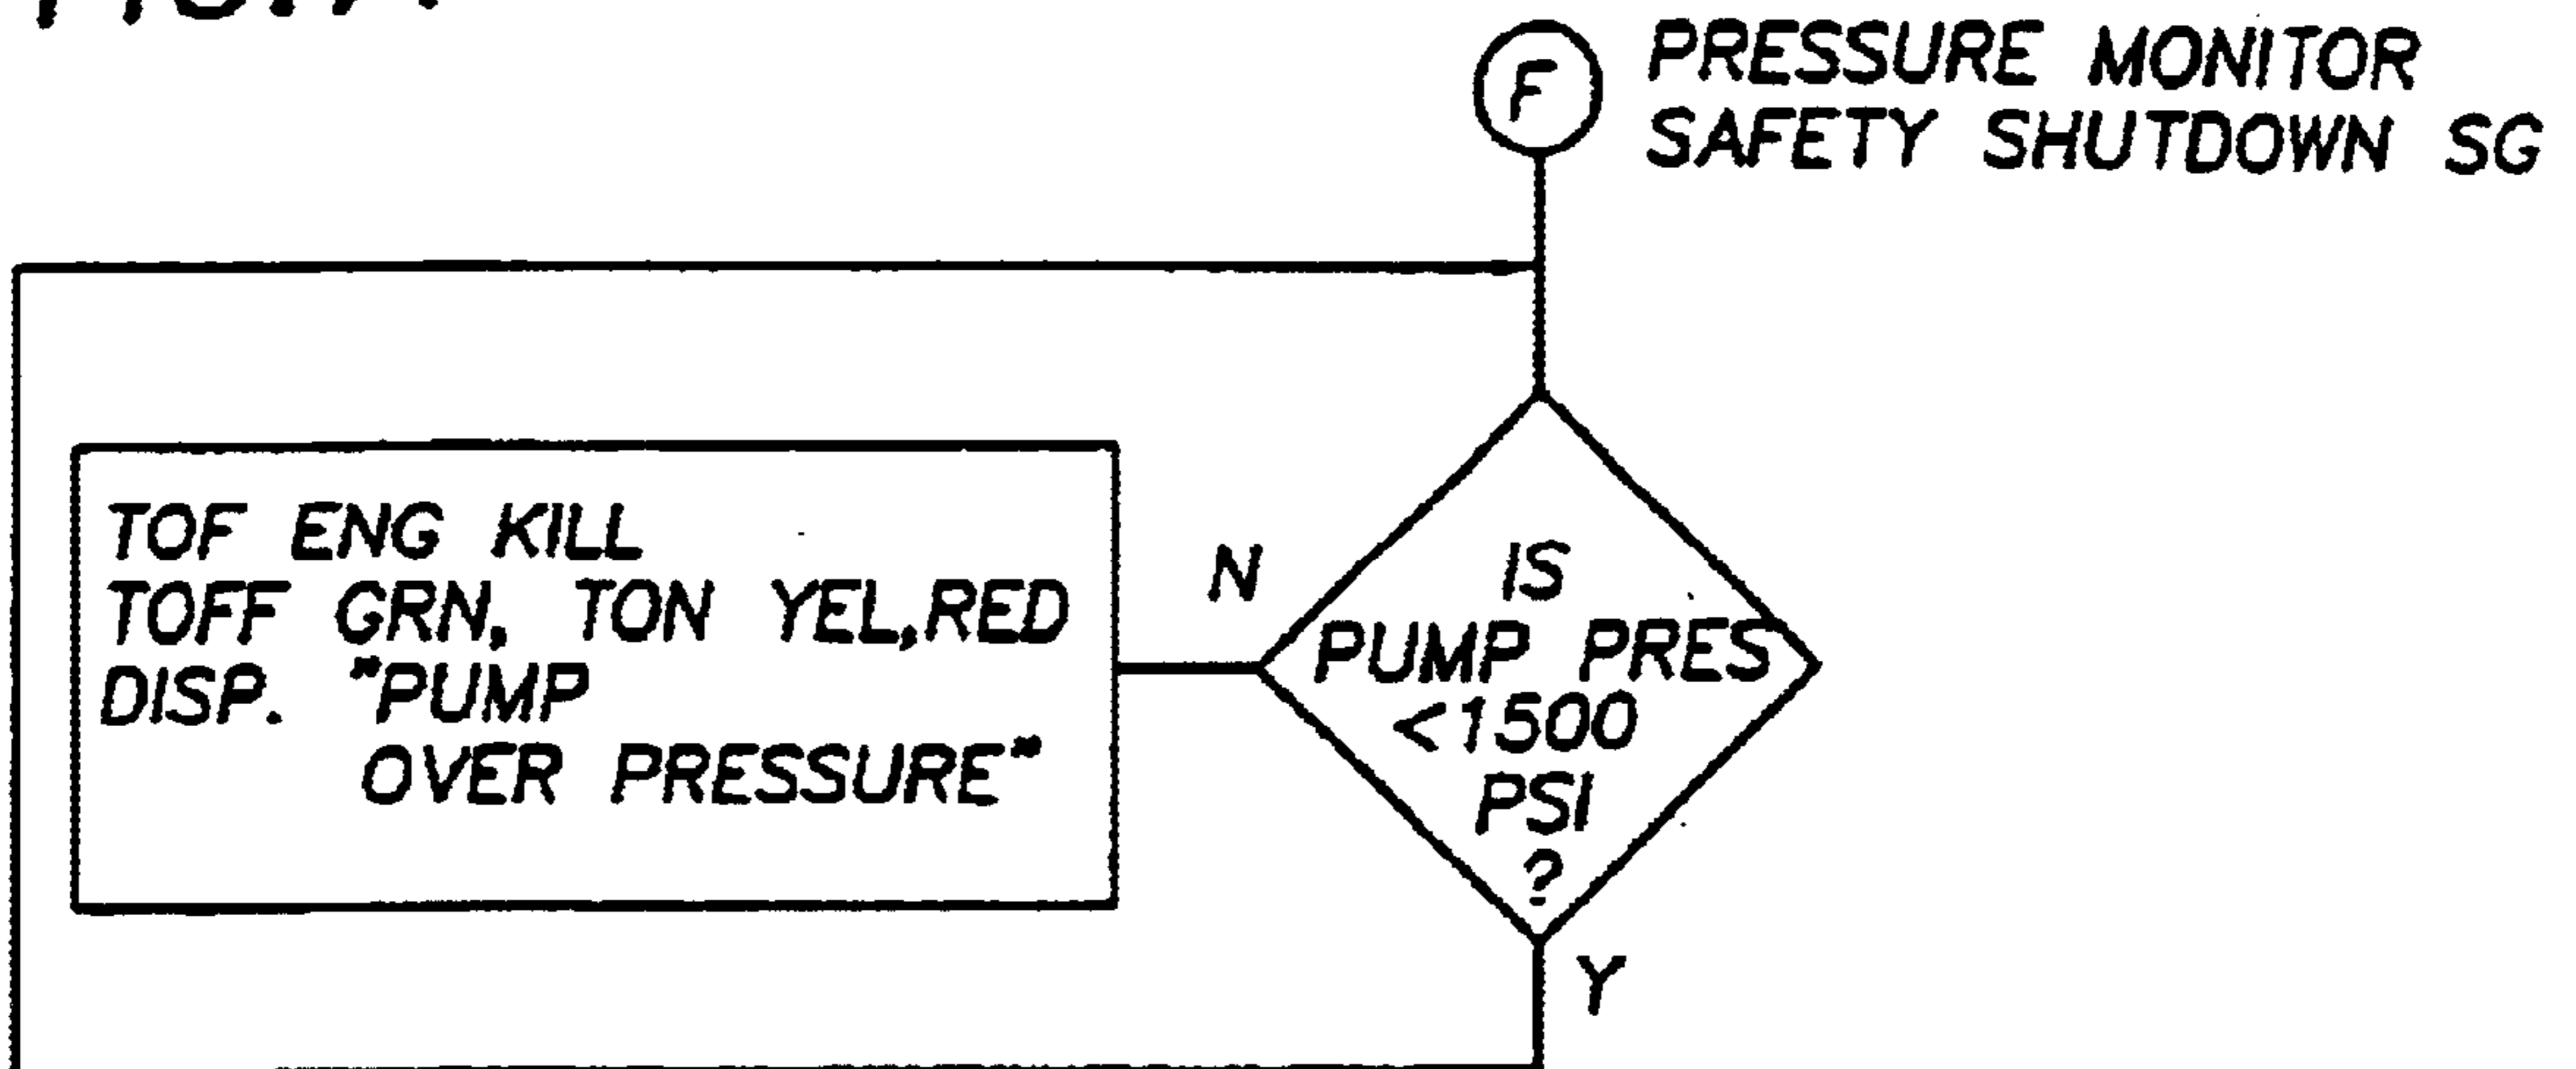 F
PRESSURE MONITOR
SAFETY SHUTDOWN SG
TOF ENG KILL
TOFF GRN, TON YEL,RED
DISP. "PUMP
OVER PRESSURE"
N
IS
PUMP PRES
<1500
PSI
?
Y